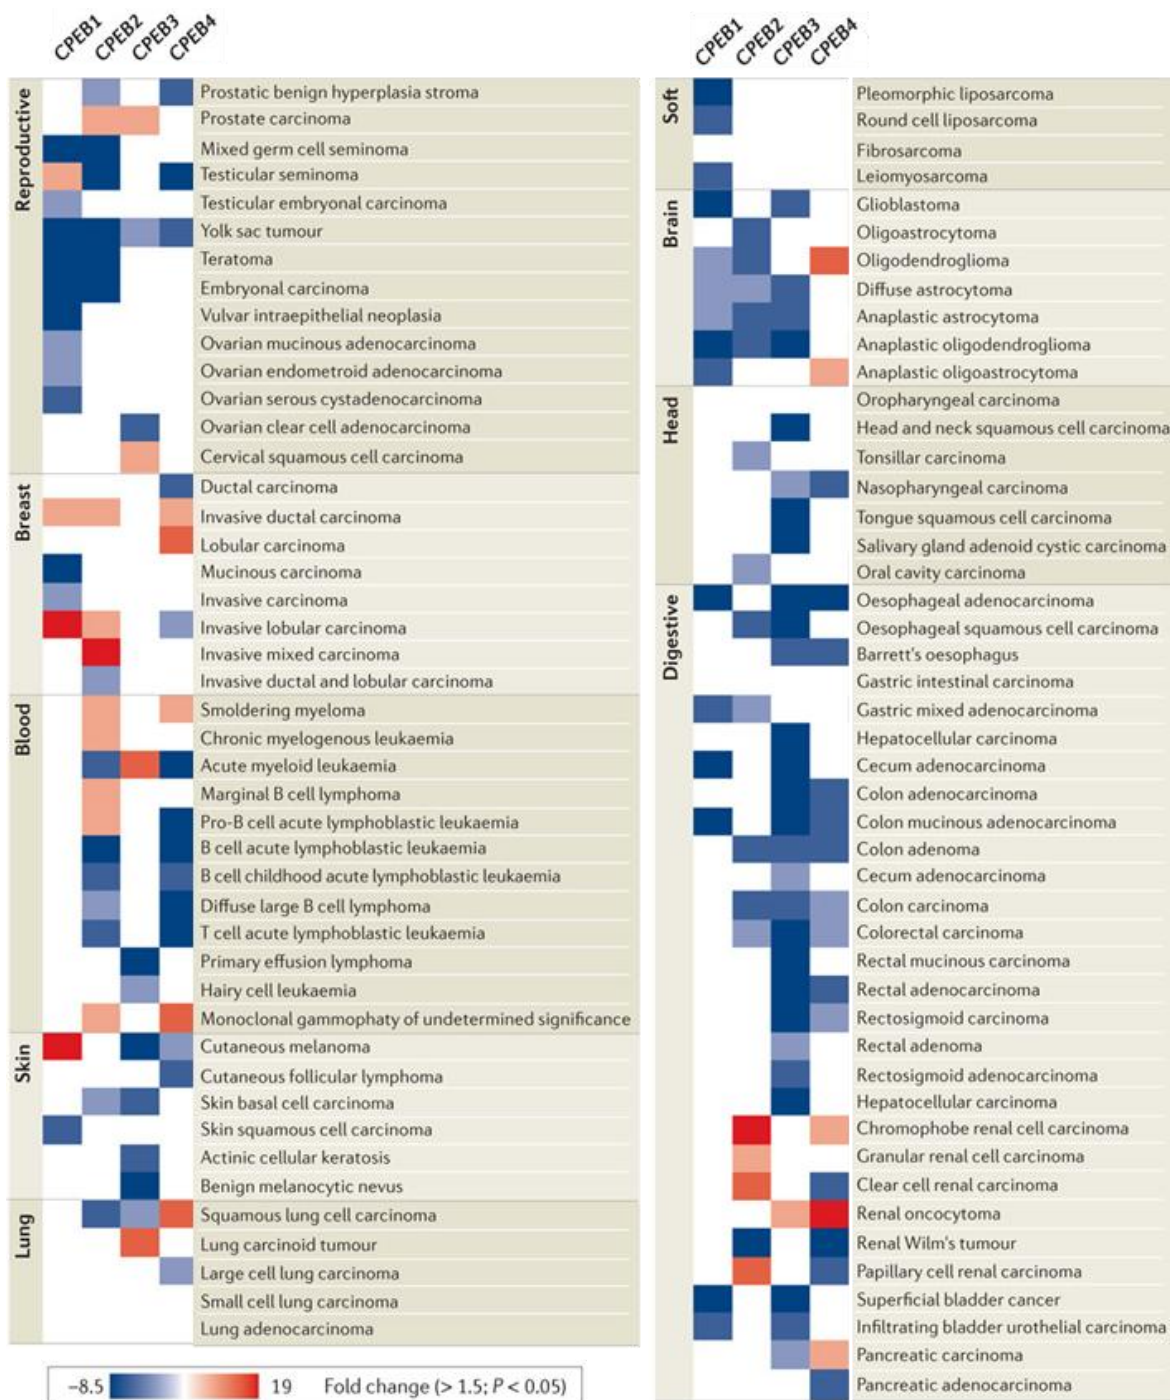 CPEB1 CPEB2 CPEB3 CPEB4
Reproductive
Prostatic benign hyperplasia stroma
Prostate carcinoma
Mixed germ cell seminoma
Testicular seminoma
Testicular embryonal carcinoma
Yolk sac tumour
Teratoma
Embryonal carcinoma
Vulvar intraepithelial neoplasia
Ovarian mucinous adenocarcinoma
Ovarian endometroid adenocarcinoma
Ovarian serous cystadenocarcinoma
Ovarian clear cell adenocarcinoma
Cervical squamous cell carcinoma
Breast
Ductal carcinoma
Invasive ductal carcinoma
Lobular carcinoma
Mucinous carcinoma
Invasive carcinoma
Invasive lobular carcinoma
Invasive mixed carcinoma
Invasive ductal and lobular carcinoma
Blood
Smoldering myeloma
Chronic myelogenous leukaemia
Acute myeloid leukaemia
Marginal B cell lymphoma
Pro-B cell acute lymphoblastic leukaemia
B cell acute lymphoblastic leukaemia
B cell childhood acute lymphoblastic leukaemia
Diffuse large B cell lymphoma
T cell acute lymphoblastic leukaemia
Primary effusion lymphoma
Hairy cell leukaemia
Monoclonal gammophaty of undetermined significance
Skin
Cutaneous melanoma
Cutaneous follicular lymphoma
Skin basal cell carcinoma
Skin squamous cell carcinoma
Actinic cellular keratosis
Benign melanocytic nevus
Lung
Squamous lung cell carcinoma
Lung carcinoid tumour
Large cell lung carcinoma
Small cell lung carcinoma
Lung adenocarcinoma
−8.5 19 Fold change (> 1.5; P < 0.05)
CPEB1 CPEB2 CPEB3 CPEB4
Soft
Pleomorphic liposarcoma
Round cell liposarcoma
Fibrosarcoma
Leiomyosarcoma
Brain
Glioblastoma
Oligoastrocytoma
Oligodendroglioma
Diffuse astrocytoma
Anaplastic astrocytoma
Anaplastic oligodendroglioma
Anaplastic oligoastrocytoma
Head
Oropharyngeal carcinoma
Head and neck squamous cell carcinoma
Tonsillar carcinoma
Nasopharyngeal carcinoma
Tongue squamous cell carcinoma
Salivary gland adenoid cystic carcinoma
Oral cavity carcinoma
Digestive
Oesophageal adenocarcinoma
Oesophageal squamous cell carcinoma
Barrett's oesophagus
Gastric intestinal carcinoma
Gastric mixed adenocarcinoma
Hepatocellular carcinoma
Cecum adenocarcinoma
Colon adenocarcinoma
Colon mucinous adenocarcinoma
Colon adenoma
Cecum adenocarcinoma
Colon carcinoma
Colorectal carcinoma
Rectal mucinous carcinoma
Rectal adenocarcinoma
Rectosigmoid carcinoma
Rectal adenoma
Rectosigmoid adenocarcinoma
Hepatocellular carcinoma
Chromophobe renal cell carcinoma
Granular renal cell carcinoma
Clear cell renal carcinoma
Renal oncocytoma
Renal Wilm's tumour
Papillary cell renal carcinoma
Superficial bladder cancer
Infiltrating bladder urothelial carcinoma
Pancreatic carcinoma
Pancreatic adenocarcinoma